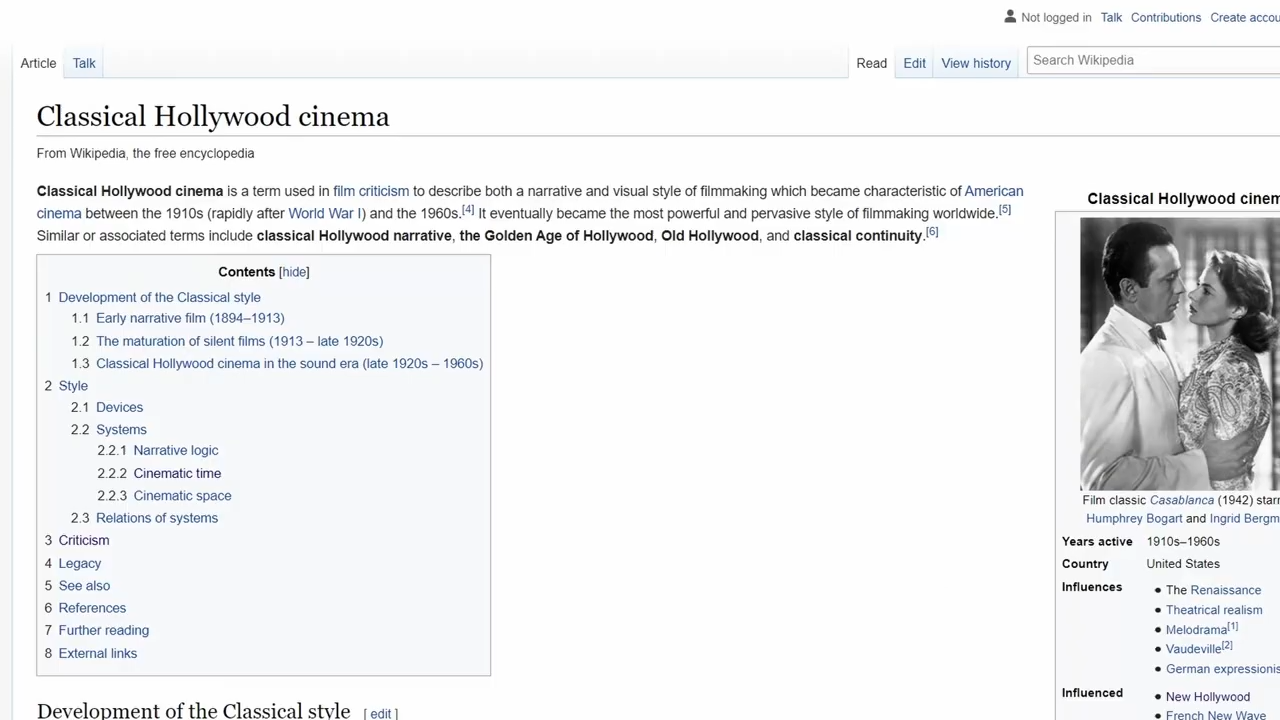 Not logged in Talk Contributions Create accou
Article Talk Read Edit View history Search Wikipedia
Classical Hollywood cinema
From Wikipedia, the free encyclopedia
Classical Hollywood cinema is a term used in film criticism to describe both a narrative and visual style of filmmaking which became characteristic of American
cinema between the 1910s (rapidly after World War I) and the 1960s.[4] It eventually became the most powerful and pervasive style of filmmaking worldwide.[5]
Similar or associated terms include classical Hollywood narrative, the Golden Age of Hollywood, Old Hollywood, and classical continuity.[6]
Contents [hide]
1 Development of the Classical style
1.1 Early narrative film (1894–1913)
1.2 The maturation of silent films (1913 – late 1920s)
1.3 Classical Hollywood cinema in the sound era (late 1920s – 1960s)
2 Style
2.1 Devices
2.2 Systems
2.2.1 Narrative logic
2.2.2 Cinematic time
2.2.3 Cinematic space
2.3 Relations of systems
3 Criticism
4 Legacy
5 See also
6 References
7 Further reading
8 External links
Development of the Classical style [ edit ]
Classical Hollywood cinem
Film classic Casablanca (1942) starr
Humphrey Bogart and Ingrid Bergm
Years active 1910s–1960s
Country United States
Influences • The Renaissance
• Theatrical realism
• Melodrama[1]
• Vaudeville[2]
• German expressionis
Influenced • New Hollywood
• French New Wave